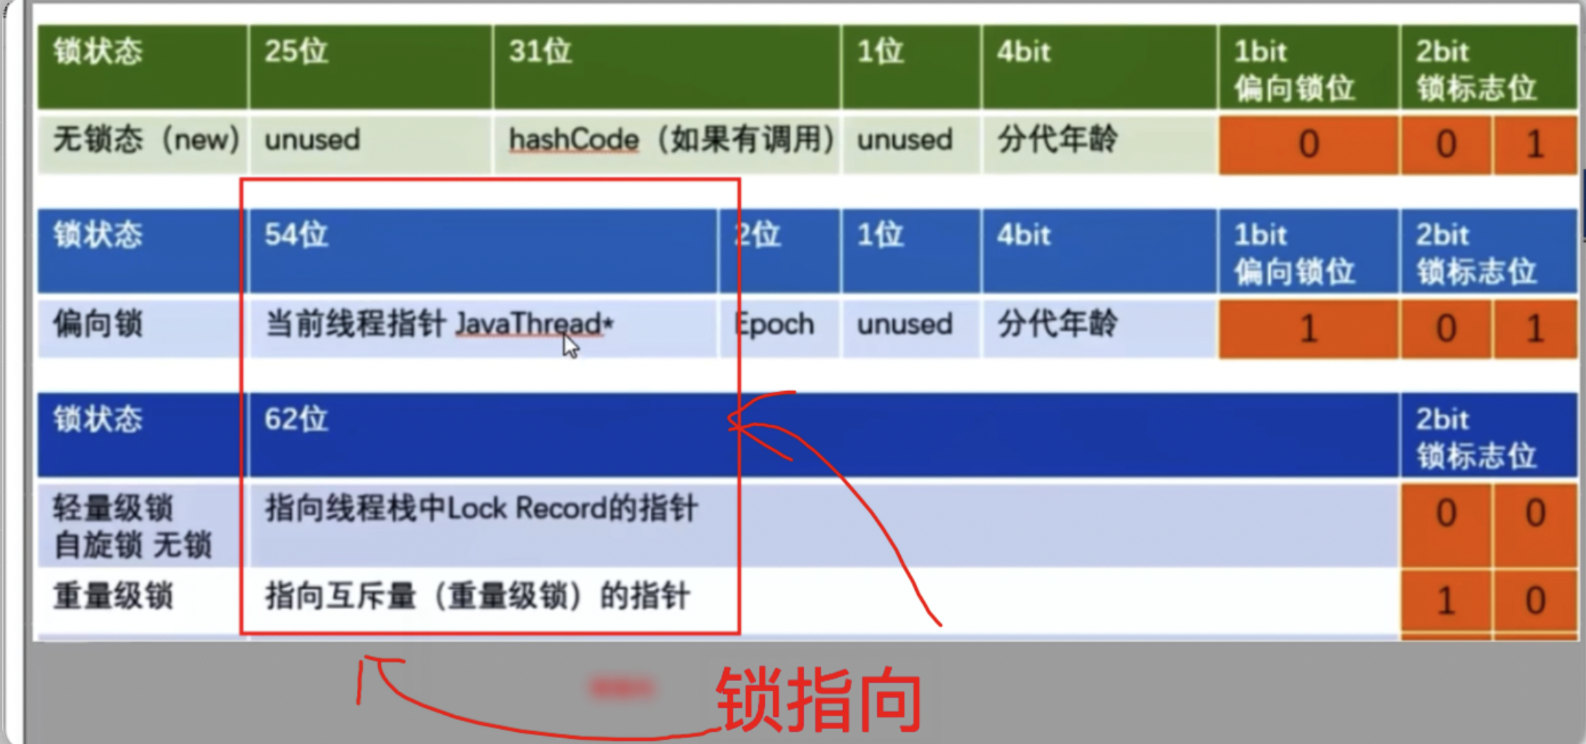 锁状态 25位 31位 1位 4bit 1bit 2bit
偏向锁位 锁标志位
无锁态（new） unused hashCode（如果有调用） unused 分代年龄 0 0 1
锁状态 54位 2位 1位 4bit 1bit 2bit
偏向锁位 锁标志位
偏向锁 当前线程指针 JavaThread* Epoch unused 分代年龄 1 0 1
锁状态 62位 2bit
锁标志位
轻量级锁 指向线程栈中Lock Record的指针 0 0
自旋锁 无锁
重量级锁 指向互斥量（重量级锁）的指针 1 0
锁指向